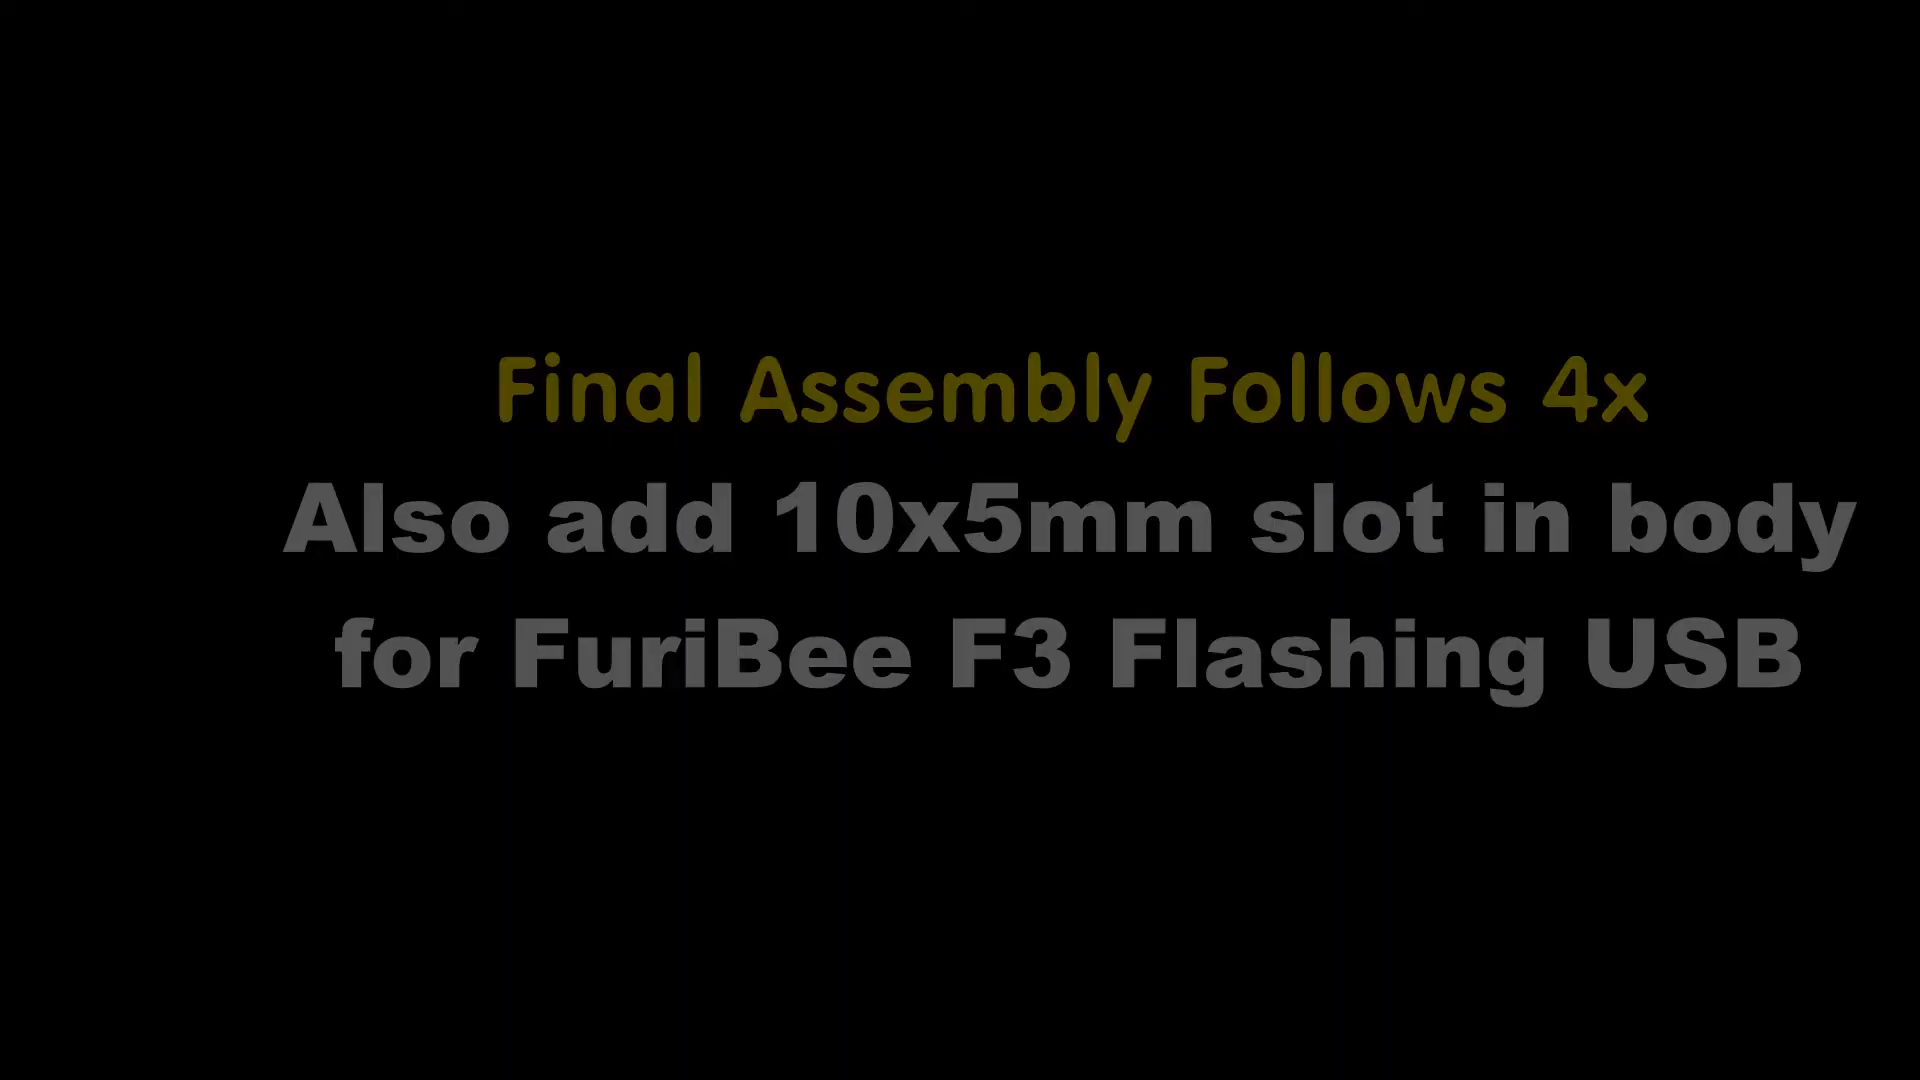 Final Assembly Follows 4x
Also add 10x5mm slot in body
for FuriBee F3 Flashing USB